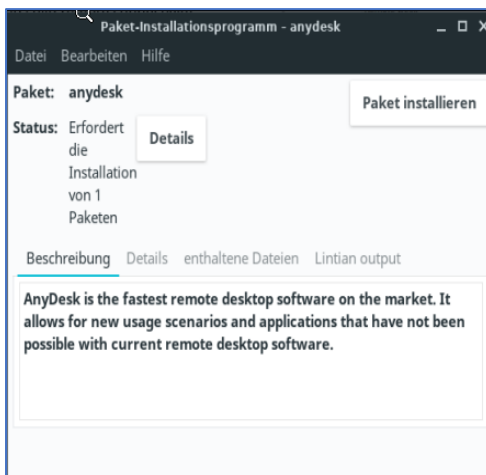 Paket-Installationsprogramm - anydesk
Datei Bearbeiten Hilfe
Paket: anydesk
Paket installieren
Status: Erfordert
die
Installation
von 1
Paketen
Details
Beschreibung Details enthaltene Dateien Lintian output
AnyDesk is the fastest remote desktop software on the market. It
allows for new usage scenarios and applications that have not been
possible with current remote desktop software.